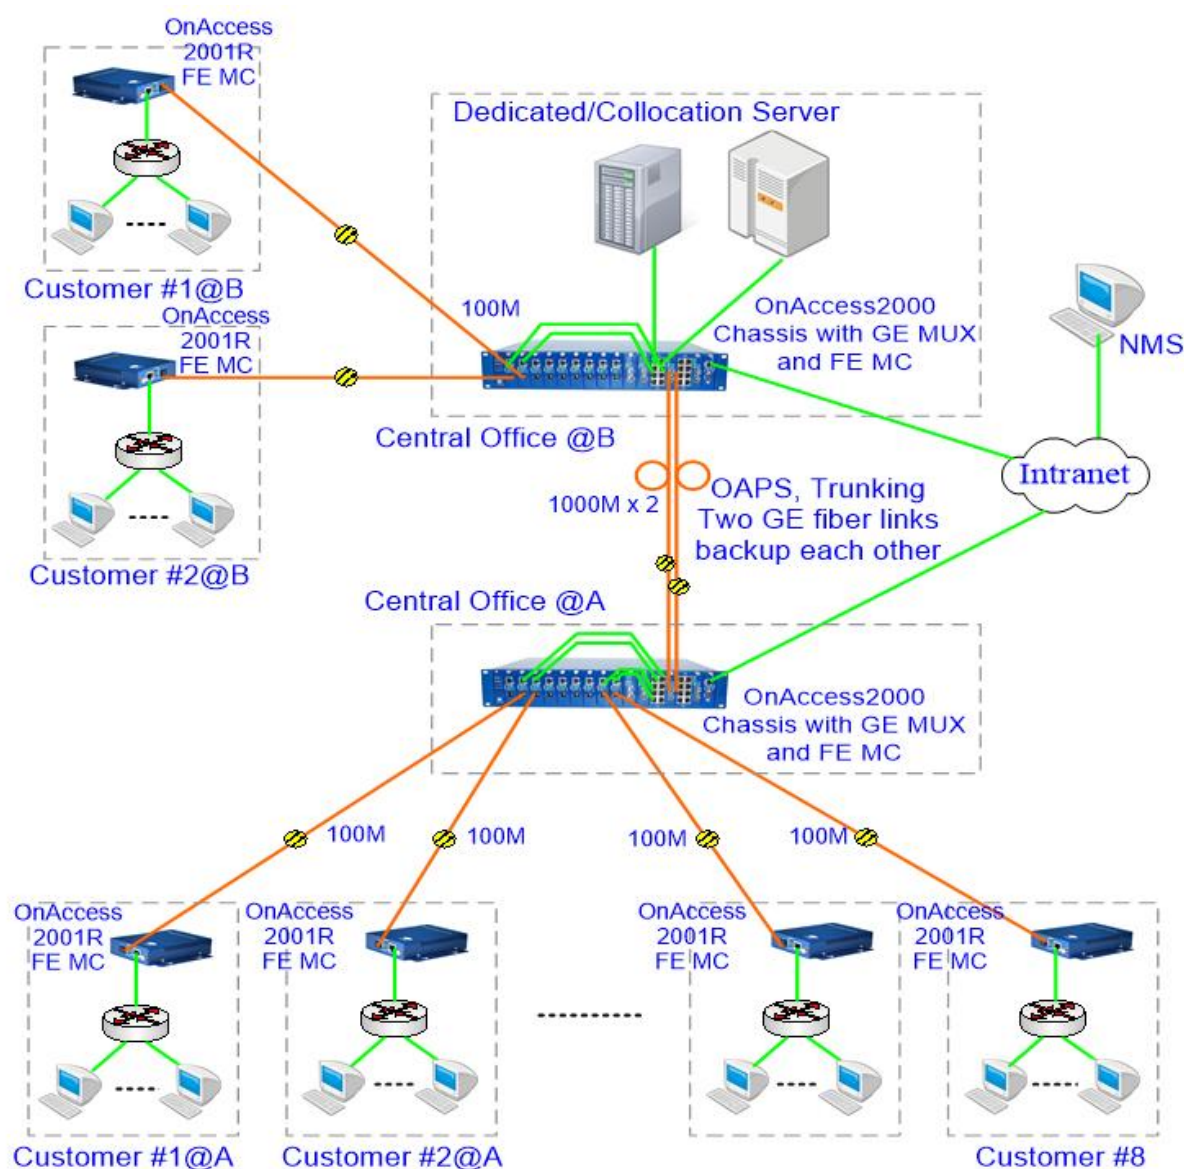 OnAccess
2001R
FE MC
Customer #1@B
OnAccess
2001R
FE MC
Customer #2@B
Dedicated/Collocation Server
100M
OnAccess2000
Chassis with GE MUX
and FE MC
Central Office @B
NMS
Intranet
1000M x 2
OAPS, Trunking
Two GE fiber links
backup each other
Central Office @A
OnAccess2000
Chassis with GE MUX
and FE MC
100M
100M
100M
100M
OnAccess
2001R
FE MC
Customer #1@A
OnAccess
2001R
FE MC
Customer #2@A
OnAccess
2001R
FE MC
OnAccess
2001R
FE MC
Customer #8